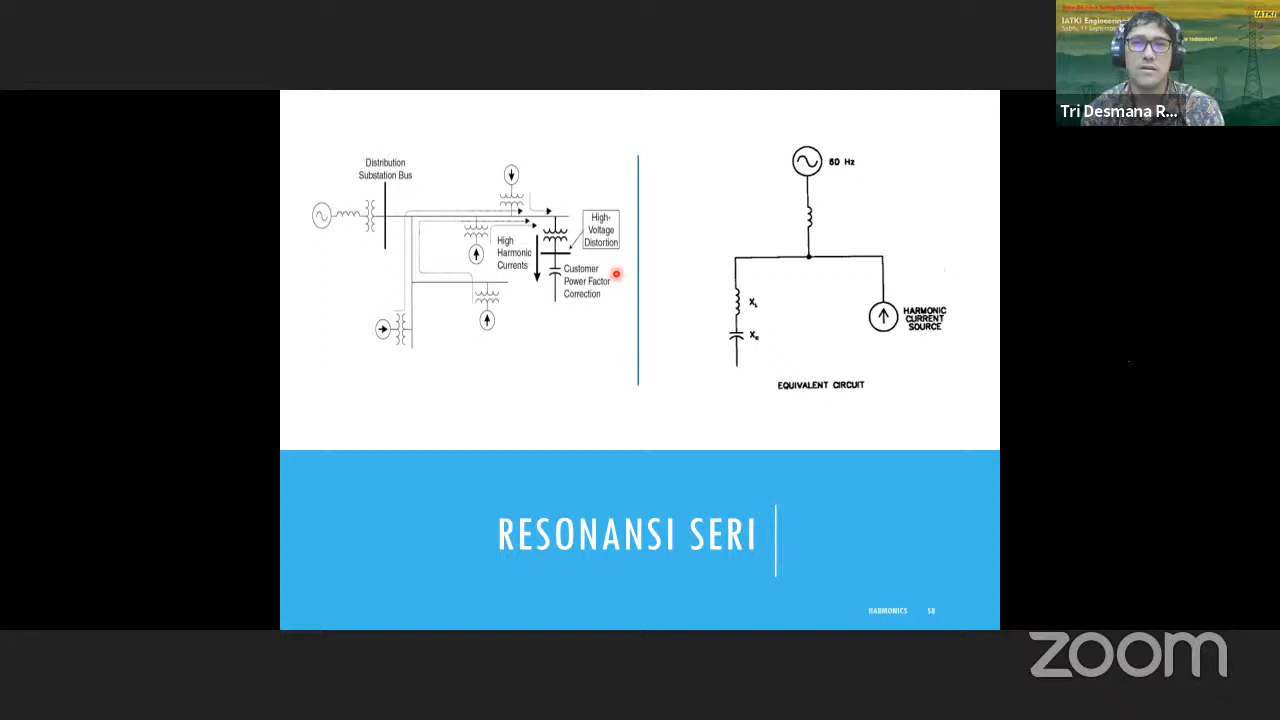 IATKI Engineering
IATKI
Tri Desmana R...
Distribution
Substation Bus
High
Harmonic
Currents
High-
Voltage
Distortion
Customer
Power Factor
Correction
60 Hz
XL
HARMONIC
CURRENT
SOURCE
EQUIVALENT CIRCUIT
RESONANSI SERI
HARMONICS 58
zoom